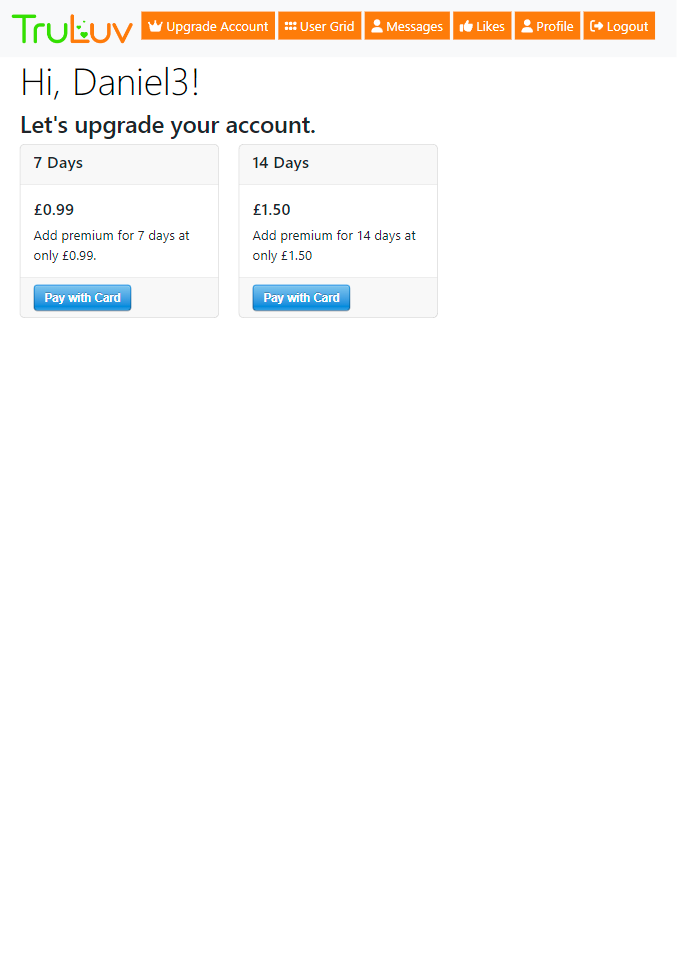 TruLuv Upgrade Account User Grid Messages Likes Profile Logout
Hi, Daniel3!
Let's upgrade your account.
7 Days
£0.99
Add premium for 7 days at
only £0.99.
Pay with Card
14 Days
£1.50
Add premium for 14 days at
only £1.50
Pay with Card